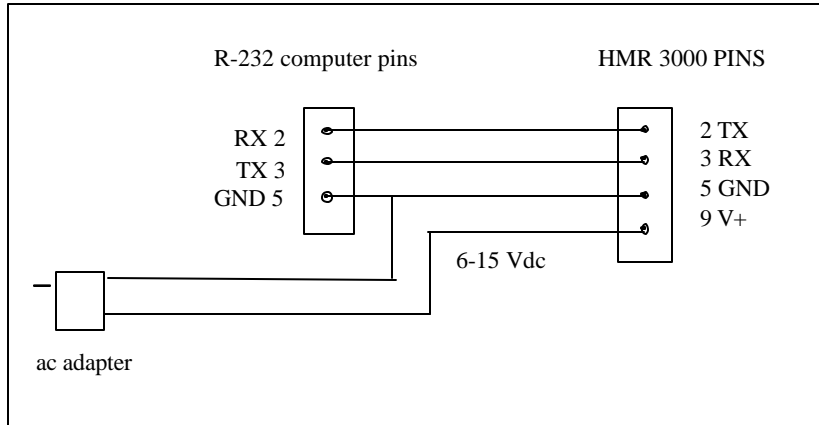 R-232 computer pins
HMR 3000 PINS
RX 2
TX 3
GND 5
2 TX
3 RX
5 GND
9 V+
6-15 Vdc
ac adapter